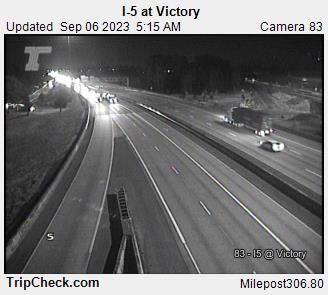 I-5 at Victory
Updated Sep 06 2023 5:15 AM Camera 83
T
S
83 - I5 @ Victory
TripCheck.com Milepost306.80